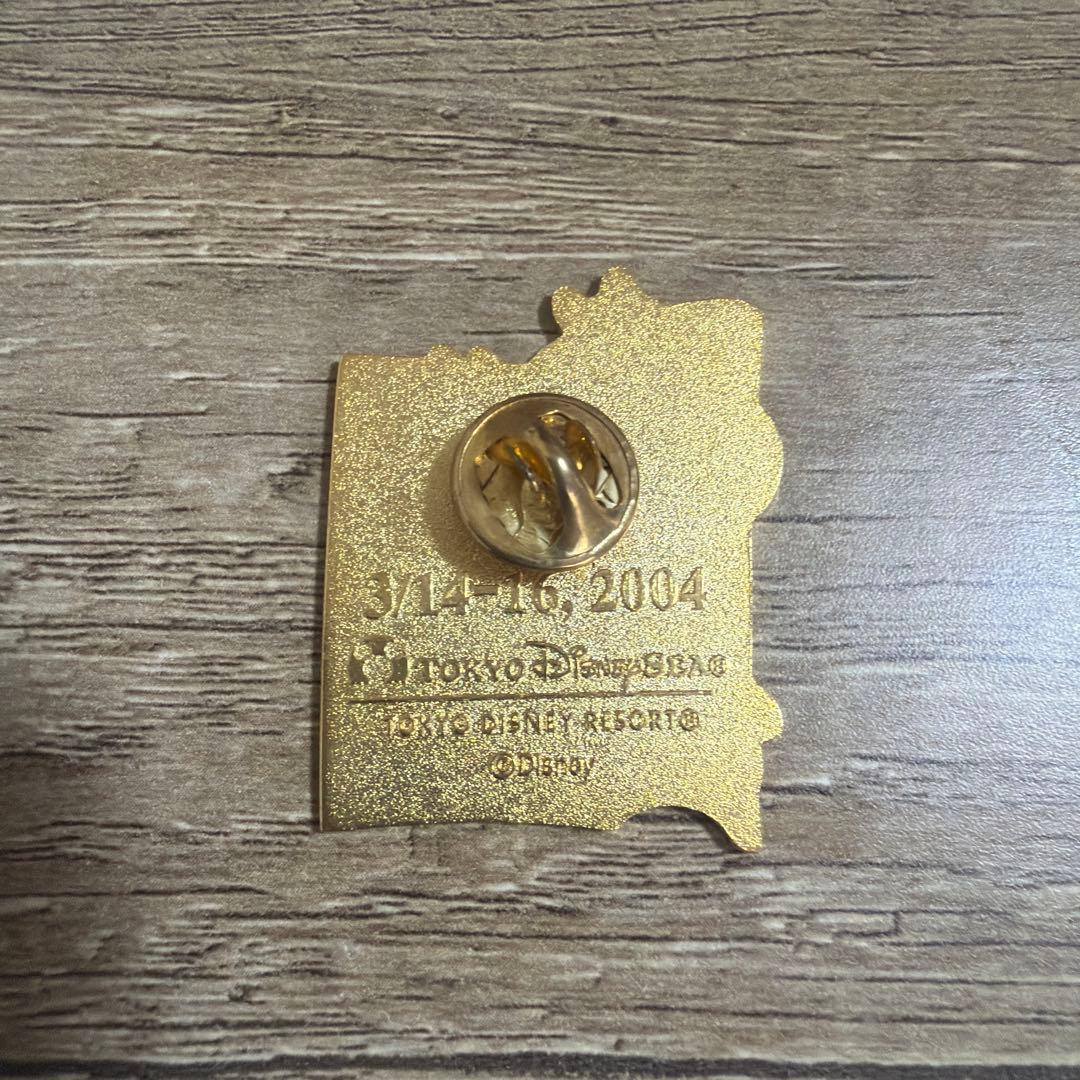 3/14-16, 2004
TOKYO DISNEYSEA®
TOKYO DISNEY RESORT®
©Disney